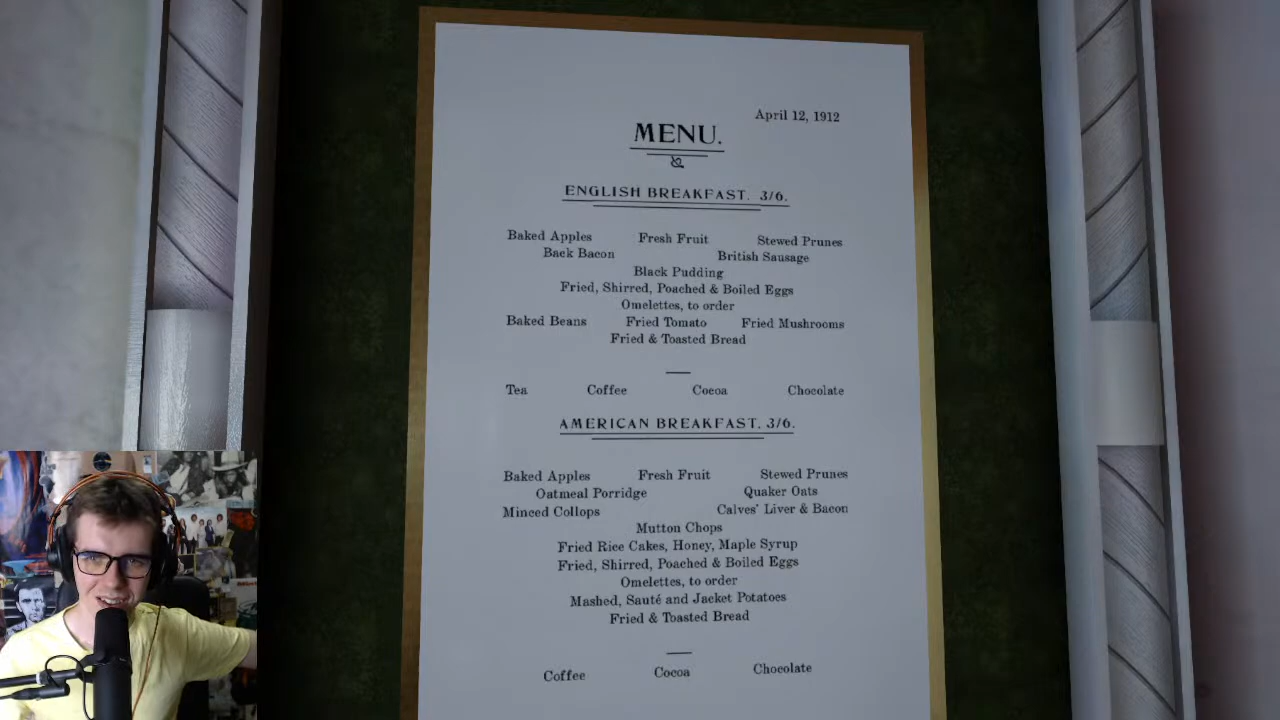 April 12, 1912
MENU.
ENGLISH BREAKFAST. 3/6.
Baked Apples Fresh Fruit Stewed Prunes
Back Bacon British Sausage
Black Pudding
Fried, Shirred, Poached & Boiled Eggs
Omelettes, to order
Baked Beans Fried Tomato Fried Mushrooms
Fried & Toasted Bread
Tea Coffee Cocoa Chocolate
AMERICAN BREAKFAST. 3/6.
Baked Apples Fresh Fruit Stewed Prunes
Oatmeal Porridge Quaker Oats
Minced Collops Calves' Liver & Bacon
Mutton Chops
Fried Rice Cakes, Honey, Maple Syrup
Fried, Shirred, Poached & Boiled Eggs
Omelettes, to order
Mashed, Sauté and Jacket Potatoes
Fried & Toasted Bread
Coffee Cocoa Chocolate